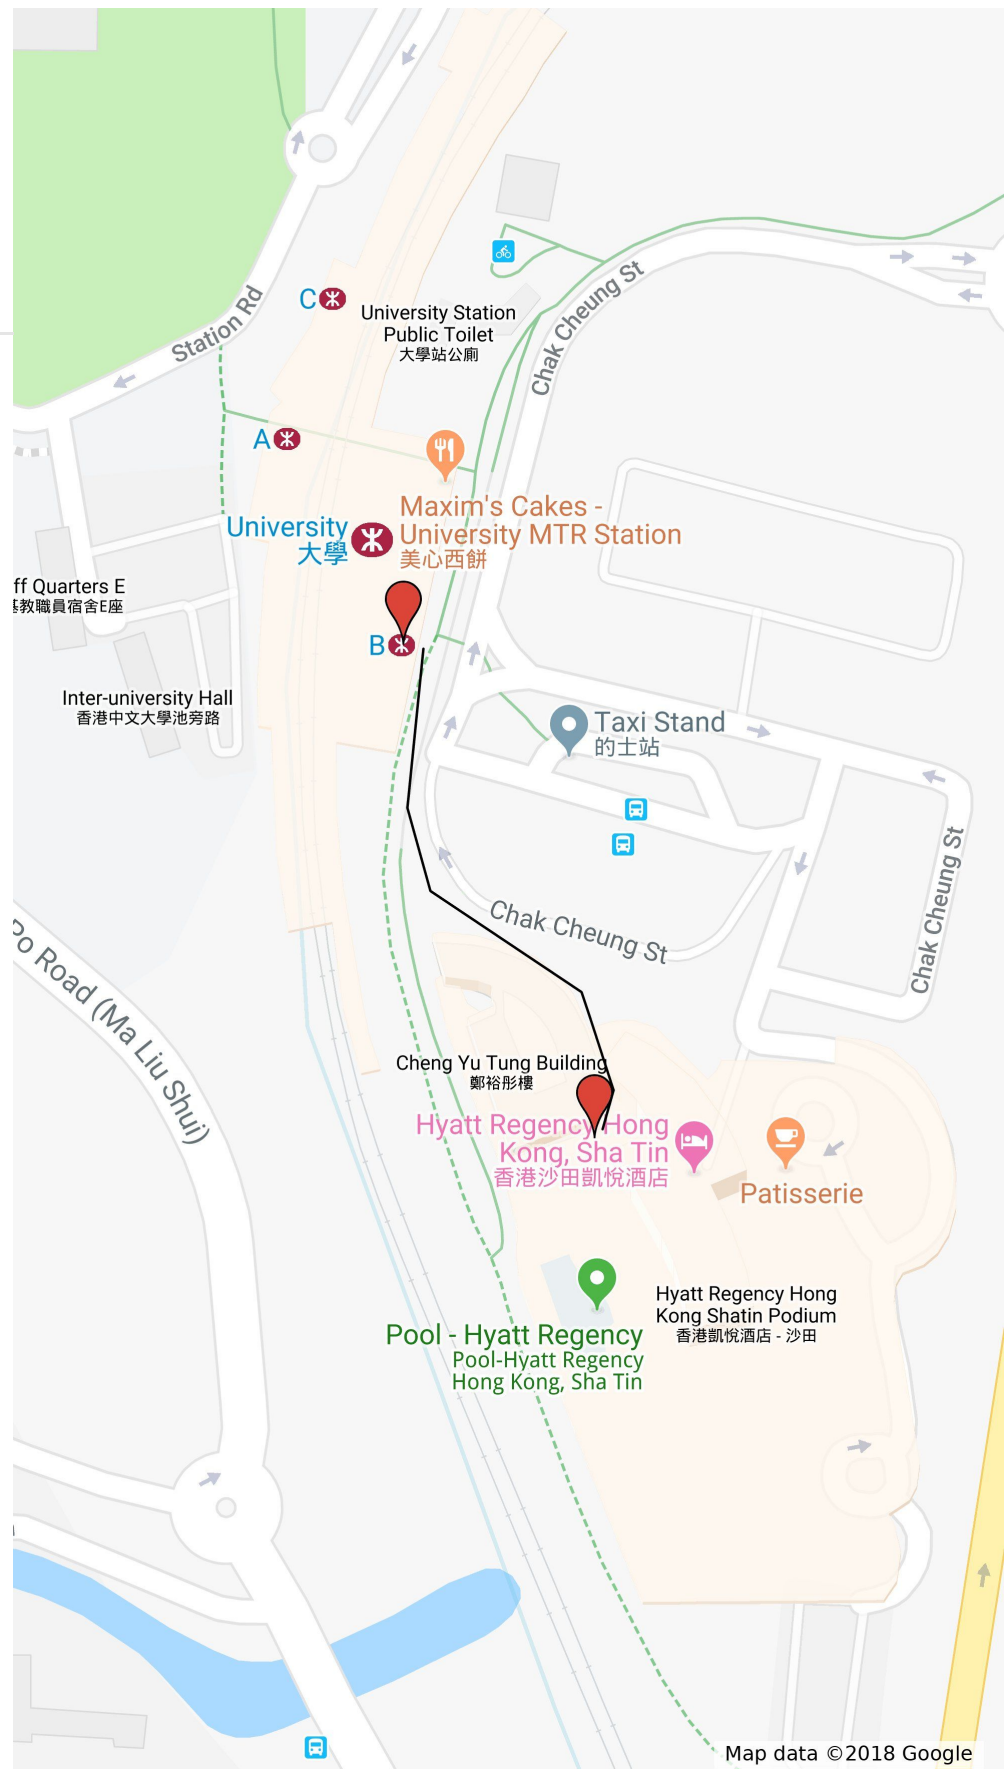 Station Rd
C
University Station
Public Toilet
大學站公廁
Chak Cheung St
A
Maxim's Cakes -
University MTR Station
美心西餅
University
大學
ff Quarters E
基教職員宿舍E座
B
Inter-university Hall
香港中文大學池旁路
Taxi Stand
的士站
Chak Cheung St
Chak Cheung St
Po Road (Ma Liu Shui)
Cheng Yu Tung Building
鄭裕彤樓
Hyatt Regency Hong
Kong, Sha Tin
香港沙田凱悅酒店
Patisserie
Hyatt Regency Hong
Kong Shatin Podium
香港凱悅酒店 - 沙田
Pool - Hyatt Regency
Pool-Hyatt Regency
Hong Kong, Sha Tin
Map data ©2018 Google